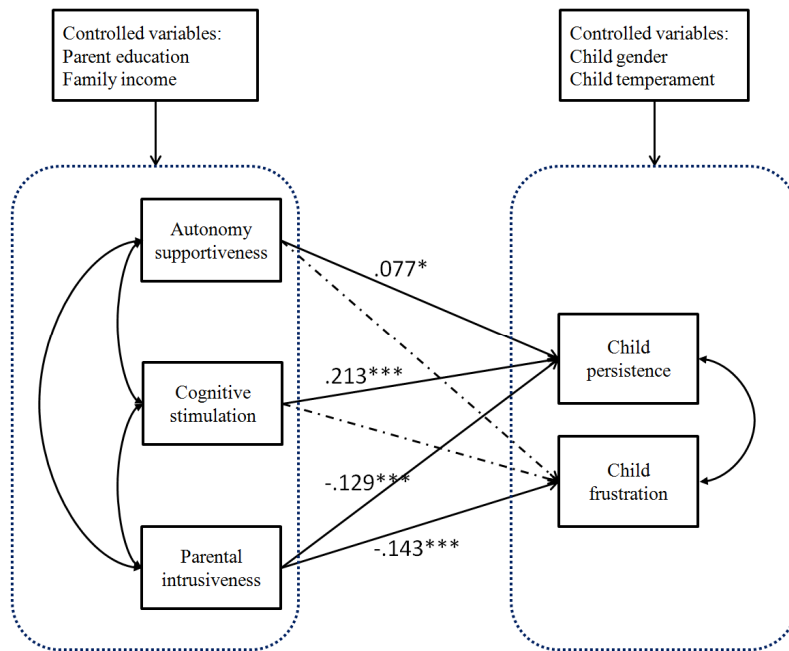 Controlled variables:
Parent education
Family income
Controlled variables:
Child gender
Child temperament
Autonomy
supportiveness
.077*
Child
persistence
Cognitive
stimulation
.213***
Child
frustration
-.129***
Parental
intrusiveness
-.143***